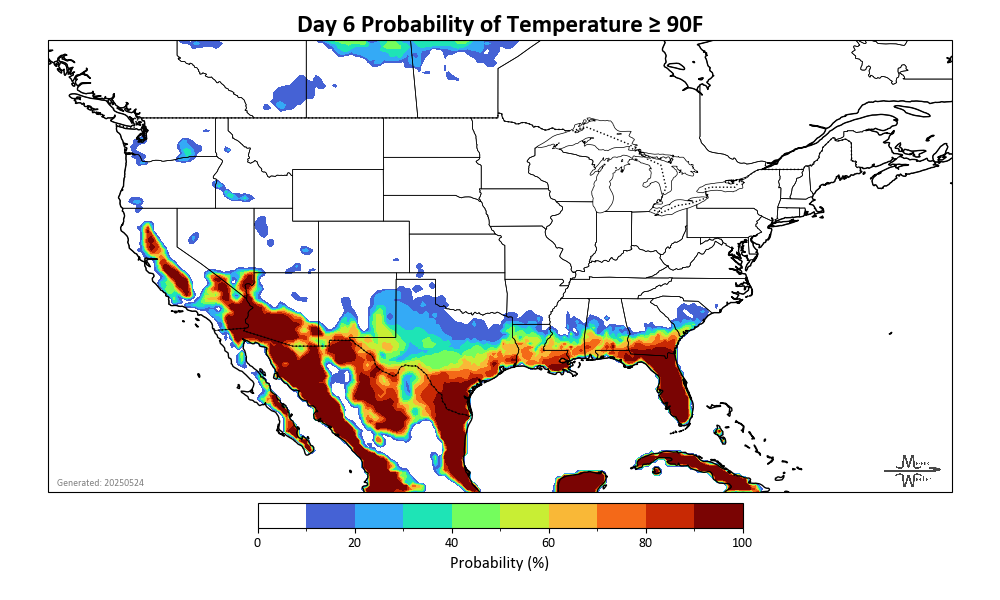 Day 6 Probability of Temperature ≥ 90F
Generated: 20250524
0 20 40 60 80 100
Probability (%)